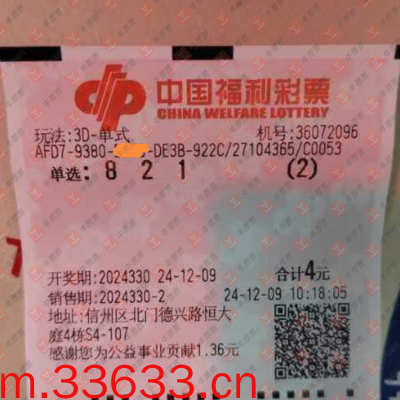 中国福利彩票
CHINA WELFARE LOTTERY
玩法:3D-单式 机号:36072096
AFD7-9380- -DE3B-922C/27104365/C0053
单选: 8 2 1 (2)
开奖期:2024330 24-12-09 合计4元
销售期:2024330-2 24-12-09 10:18:05
地址:信州区北门德兴路恒大
庭4栋S4-107
感谢您为公益事业贡献1.36元
m.33633.cn